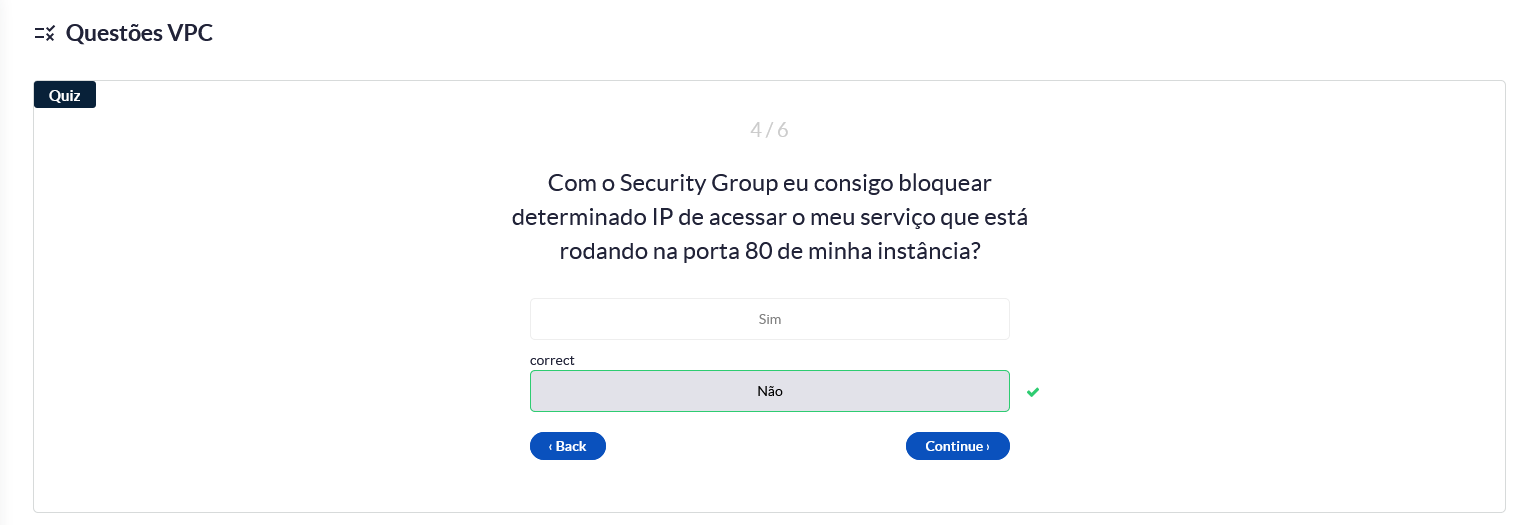 Questões VPC
Quiz
4 / 6
Com o Security Group eu consigo bloquear
determinado IP de acessar o meu serviço que está
rodando na porta 80 de minha instância?
Sim
correct
Não
‹ Back
Continue ›